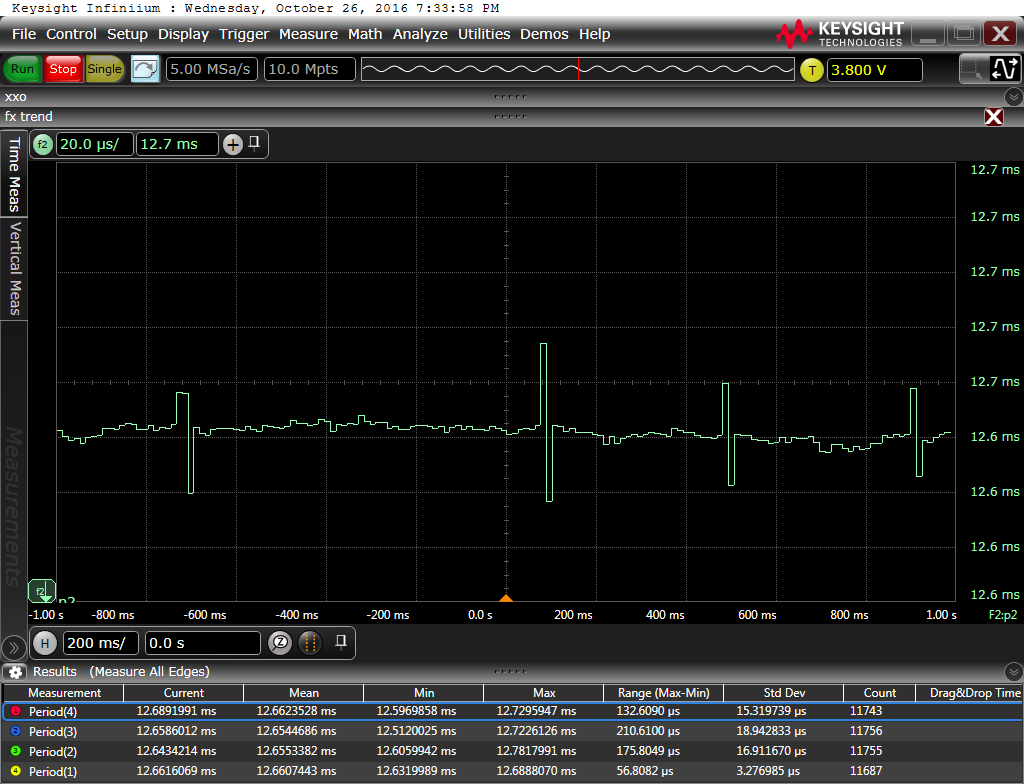 Keysight Infiniium : Wednesday, October 26, 2016 7:33:58 PM
File Control Setup Display Trigger Measure Math Analyze Utilities Demos Help
KEYSIGHT
TECHNOLOGIES
Run Stop Single 5.00 MSa/s 10.0 Mpts T 3.800 V
xxo
fx trend
f2 20.0 µs/ 12.7 ms
Time Meas
Vertical Meas
Measurements
12.7 ms
12.7 ms
12.7 ms
12.7 ms
12.7 ms
12.6 ms
12.6 ms
12.6 ms
12.6 ms
f2
p2
-1.00 s -800 ms -600 ms -400 ms -200 ms 0.0 s 200 ms 400 ms 600 ms 800 ms 1.00 s F2:p2
H 200 ms/ 0.0 s
Results (Measure All Edges)
Measurement Current Mean Min Max Range (Max-Min) Std Dev Count Drag&Drop Time
1 Period(4) 12.6891991 ms 12.6623528 ms 12.5969858 ms 12.7295947 ms 132.6090 µs 15.319739 µs 11743
2 Period(3) 12.6586012 ms 12.6544686 ms 12.5120025 ms 12.7226126 ms 210.6100 µs 18.942833 µs 11756
3 Period(2) 12.6434214 ms 12.6553382 ms 12.6059942 ms 12.7817991 ms 175.8049 µs 16.911670 µs 11755
4 Period(1) 12.6616069 ms 12.6607443 ms 12.6319989 ms 12.6888070 ms 56.8082 µs 3.276985 µs 11687